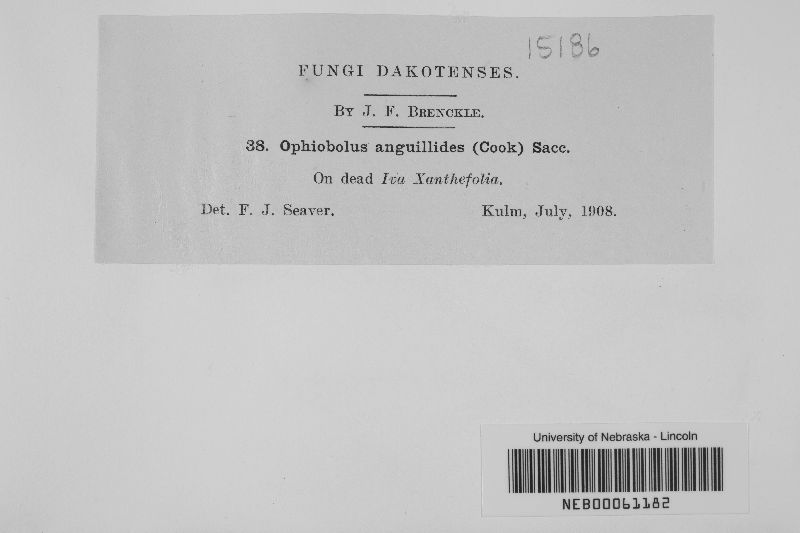 15186
FUNGI DAKOTENSES.
BY J. F. BRENCKLE.
38. Ophiobolus anguillides (Cook) Sacc.
On dead Iva Xanthefolia.
Det. F. J. Seaver. Kulm, July, 1908.
University of Nebraska - Lincoln
NEB00061182